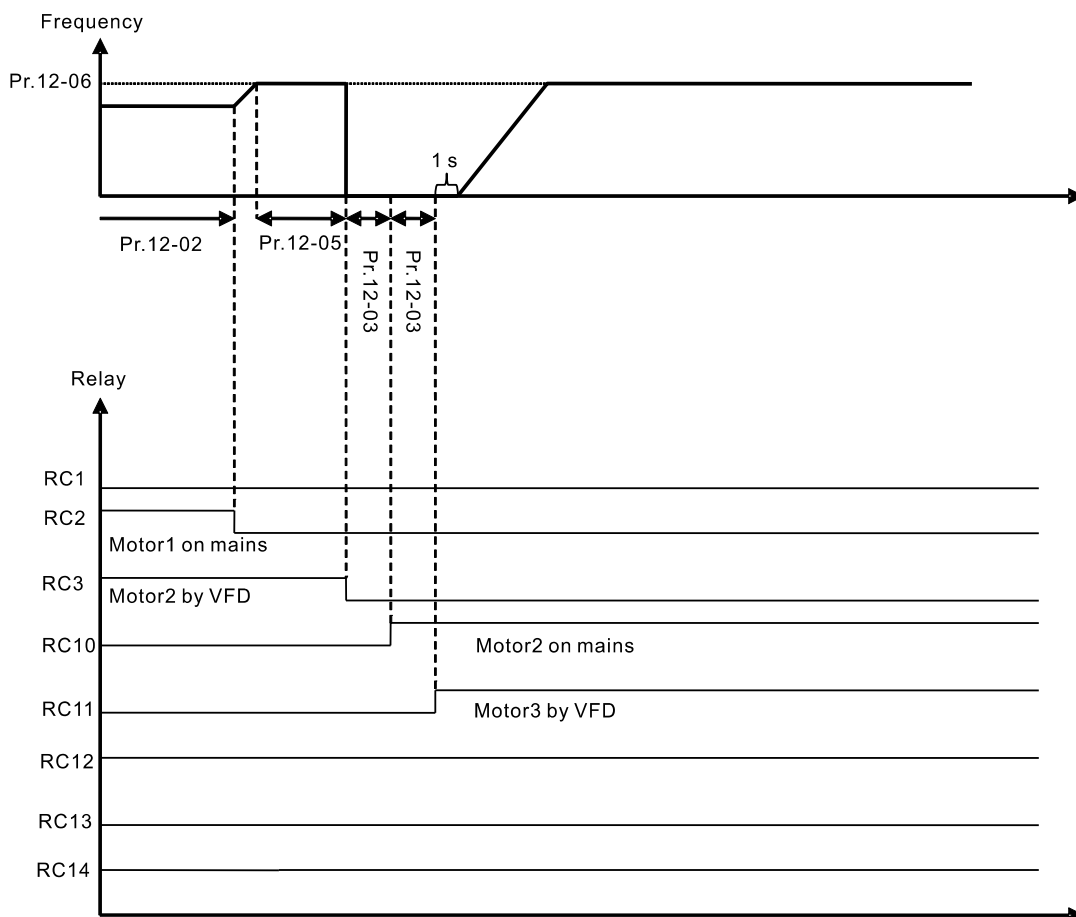 Frequency
Pr.12-06
1 s
Pr.12-02
Pr.12-05
Pr.12-03
Pr.12-03
Relay
RC1
RC2
Motor1 on mains
RC3
Motor2 by VFD
RC10
Motor2 on mains
RC11
Motor3 by VFD
RC12
RC13
RC14